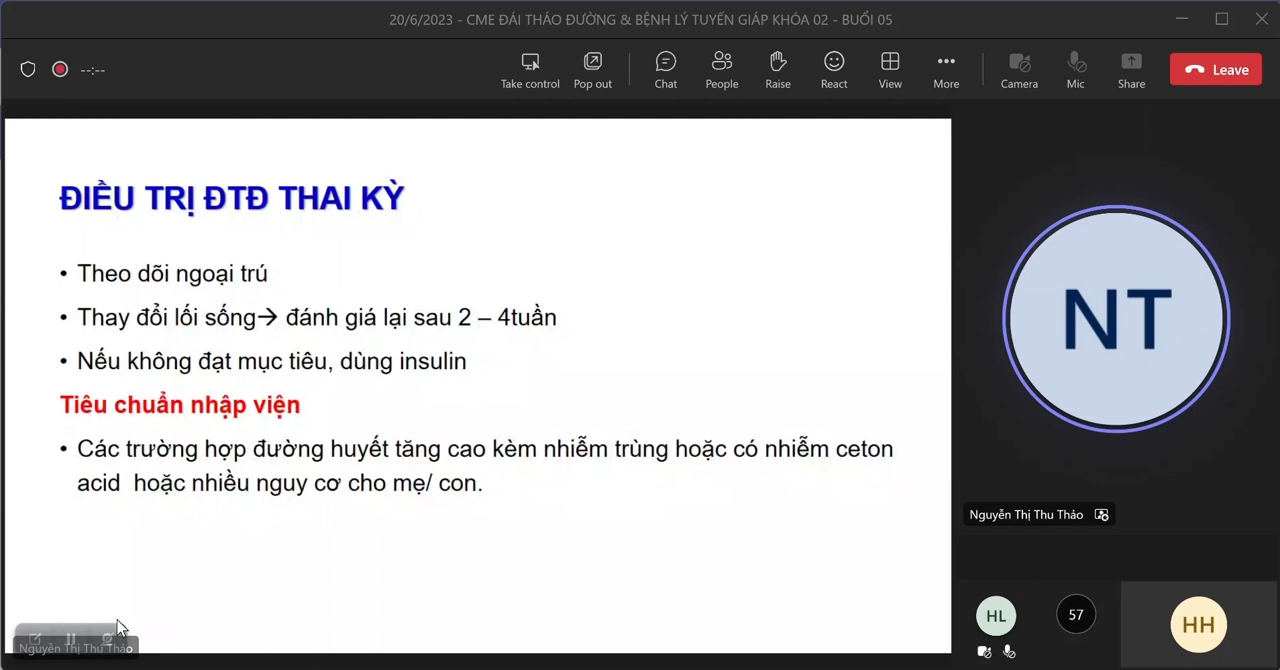 20/6/2023 - CME ĐÁI THÁO ĐƯỜNG & BỆNH LÝ TUYẾN GIÁP KHÓA 02 - BUỔI 05
--:--
Take control
Pop out
Chat
People
Raise
React
View
More
Camera
Mic
Share
Leave
ĐIỀU TRỊ ĐTĐ THAI KỲ
• Theo dõi ngoại trú
• Thay đổi lối sống→ đánh giá lại sau 2 – 4tuần
• Nếu không đạt mục tiêu, dùng insulin
Tiêu chuẩn nhập viện
• Các trường hợp đường huyết tăng cao kèm nhiễm trùng hoặc có nhiễm ceton
acid hoặc nhiều nguy cơ cho mẹ/ con.
Nguyễn Thị Thu Thảo
NT
Nguyễn Thị Thu Thảo
HL
57
HH